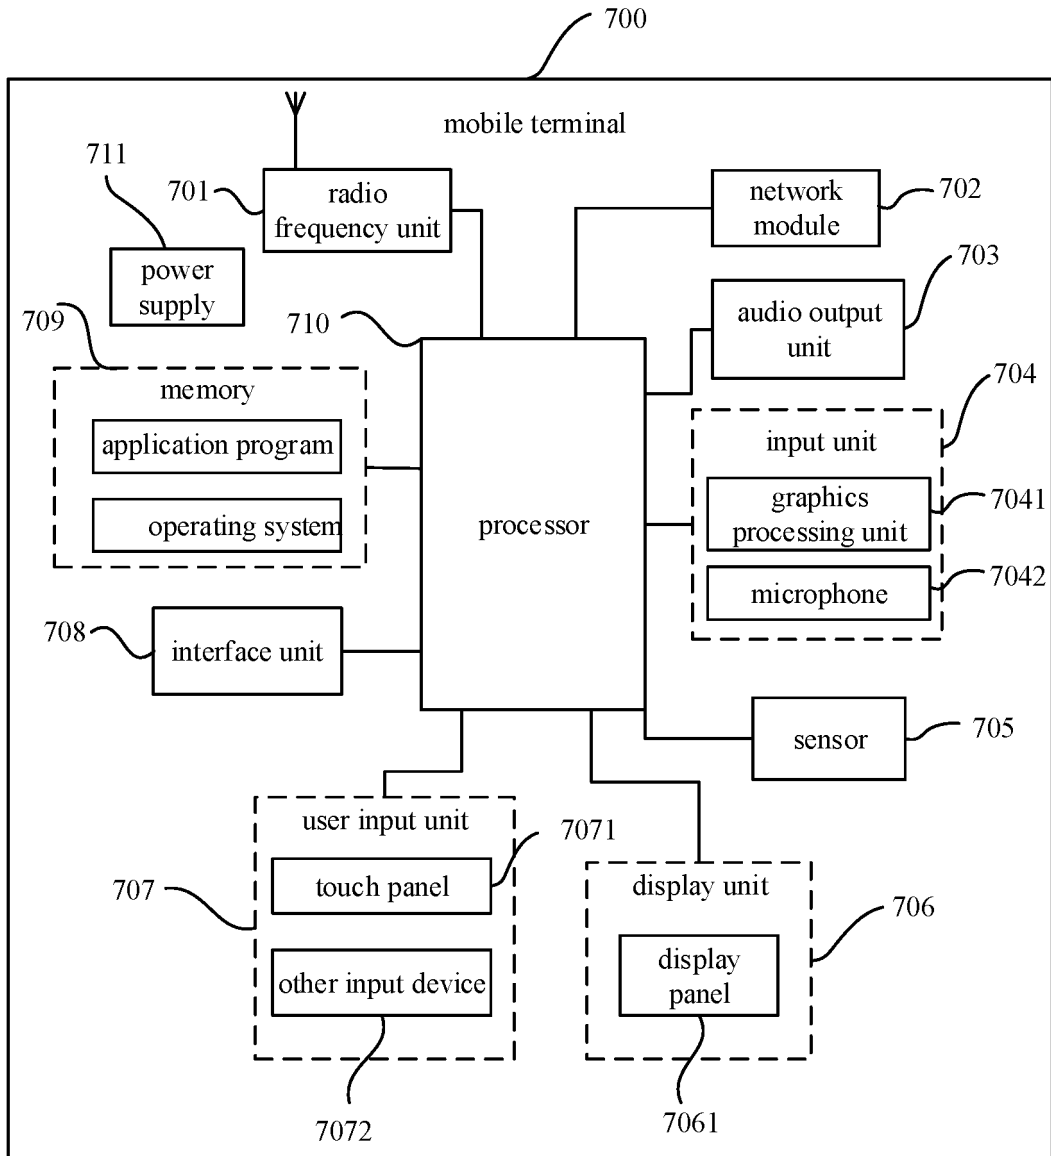 700
mobile terminal
711
701
radio
frequency unit
network
module
702
power
supply
703
709
710
audio output
unit
704
memory
application program
operating system
input unit
graphics
processing unit
7041
processor
microphone
7042
708
interface unit
sensor
705
user input unit
7071
touch panel
707
other input device
7072
display unit
706
display
panel
7061